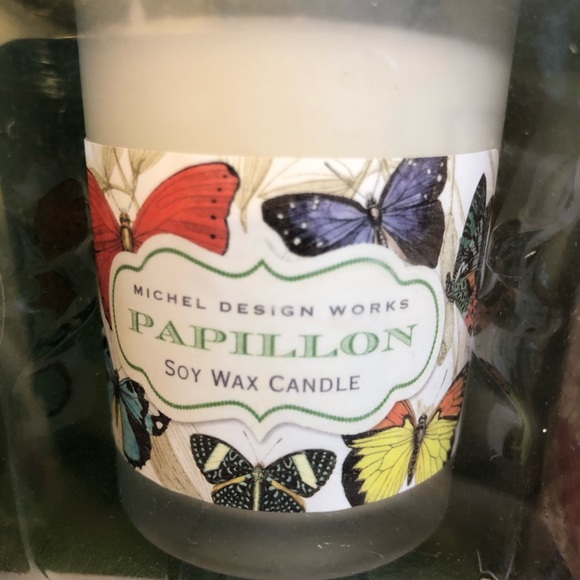 MICHEL DESIGN WORKS
PAPILLON
SOY WAX CANDLE